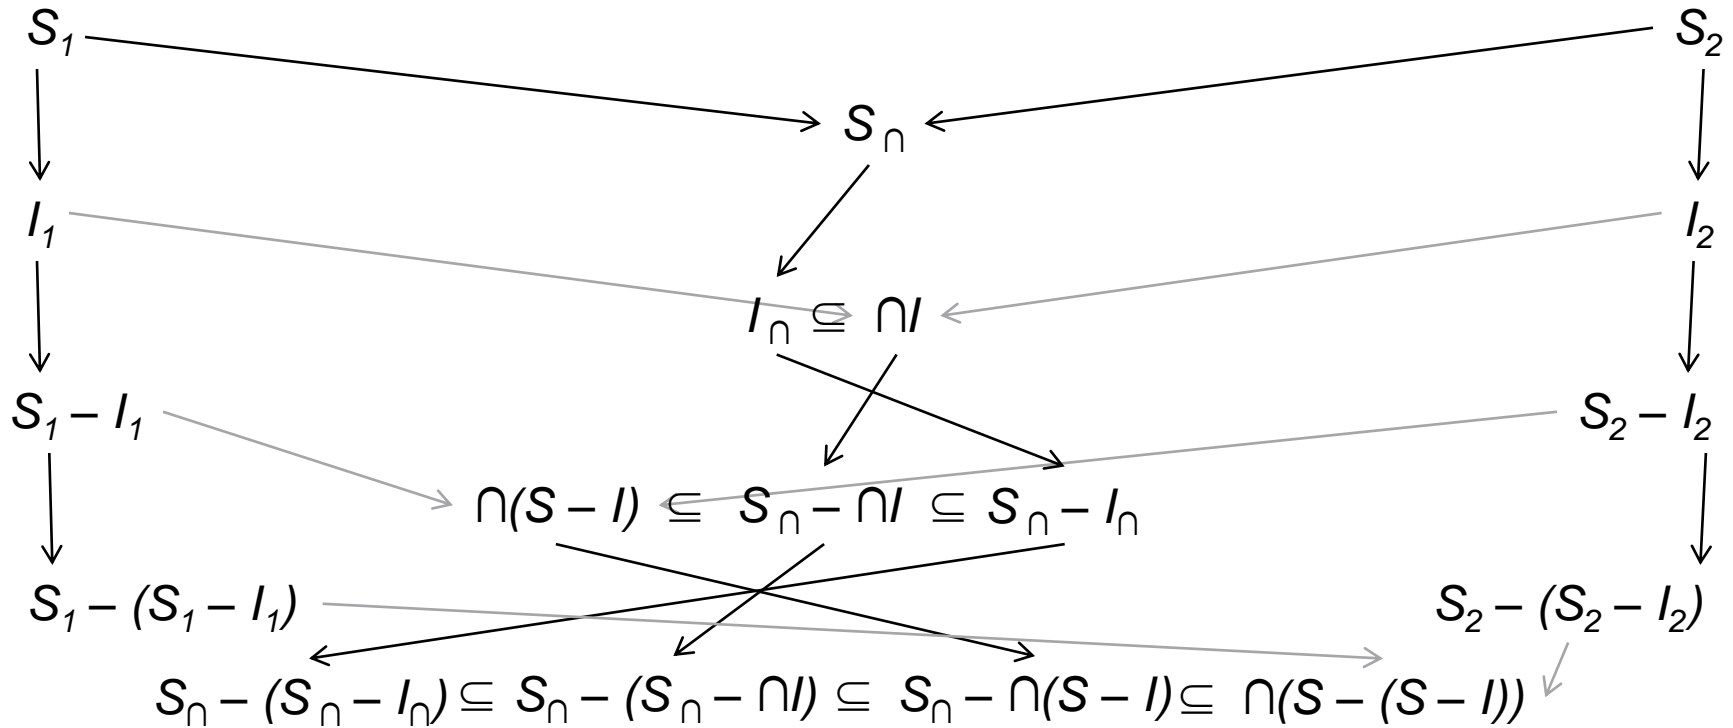 S₁ S₂
S ∩
I₁ I₂
I ∩ ⊆ ∩I
S₁ – I₁ S₂ – I₂
∩(S – I) ⊆ S ∩ – ∩I ⊆ S ∩ – I∩
S₁ – (S₁ – I₁) S₂ – (S₂ – I₂)
S∩ – (S ∩ – I∩) ⊆ S∩ – (S ∩ – ∩I) ⊆ S∩ – ∩(S – I) ⊆ ∩(S – (S – I))